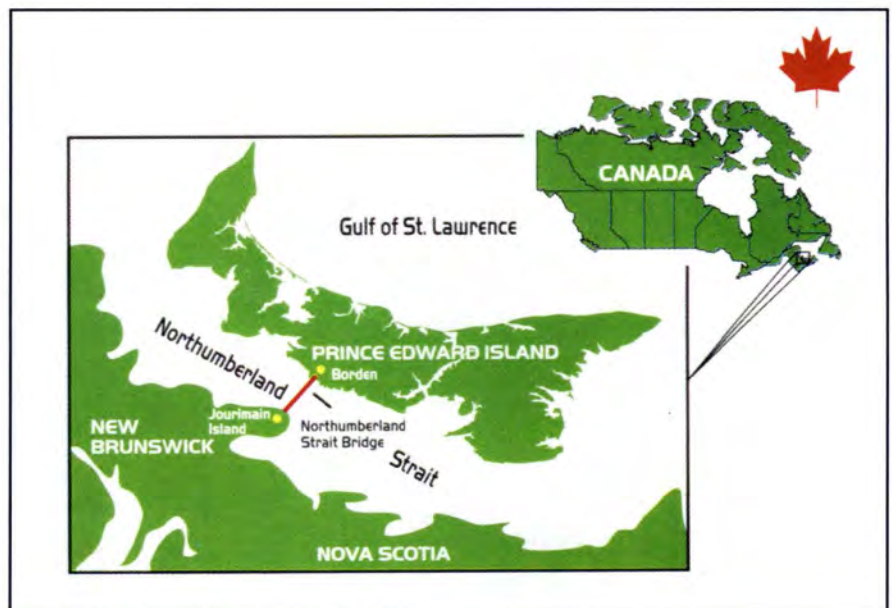 CANADA
Gulf of St. Lawrence
Northumberland
Strait
PRINCE EDWARD ISLAND
Borden
Jourimain
Island
Northumberland
Strait Bridge
NEW
BRUNSWICK
NOVA SCOTIA